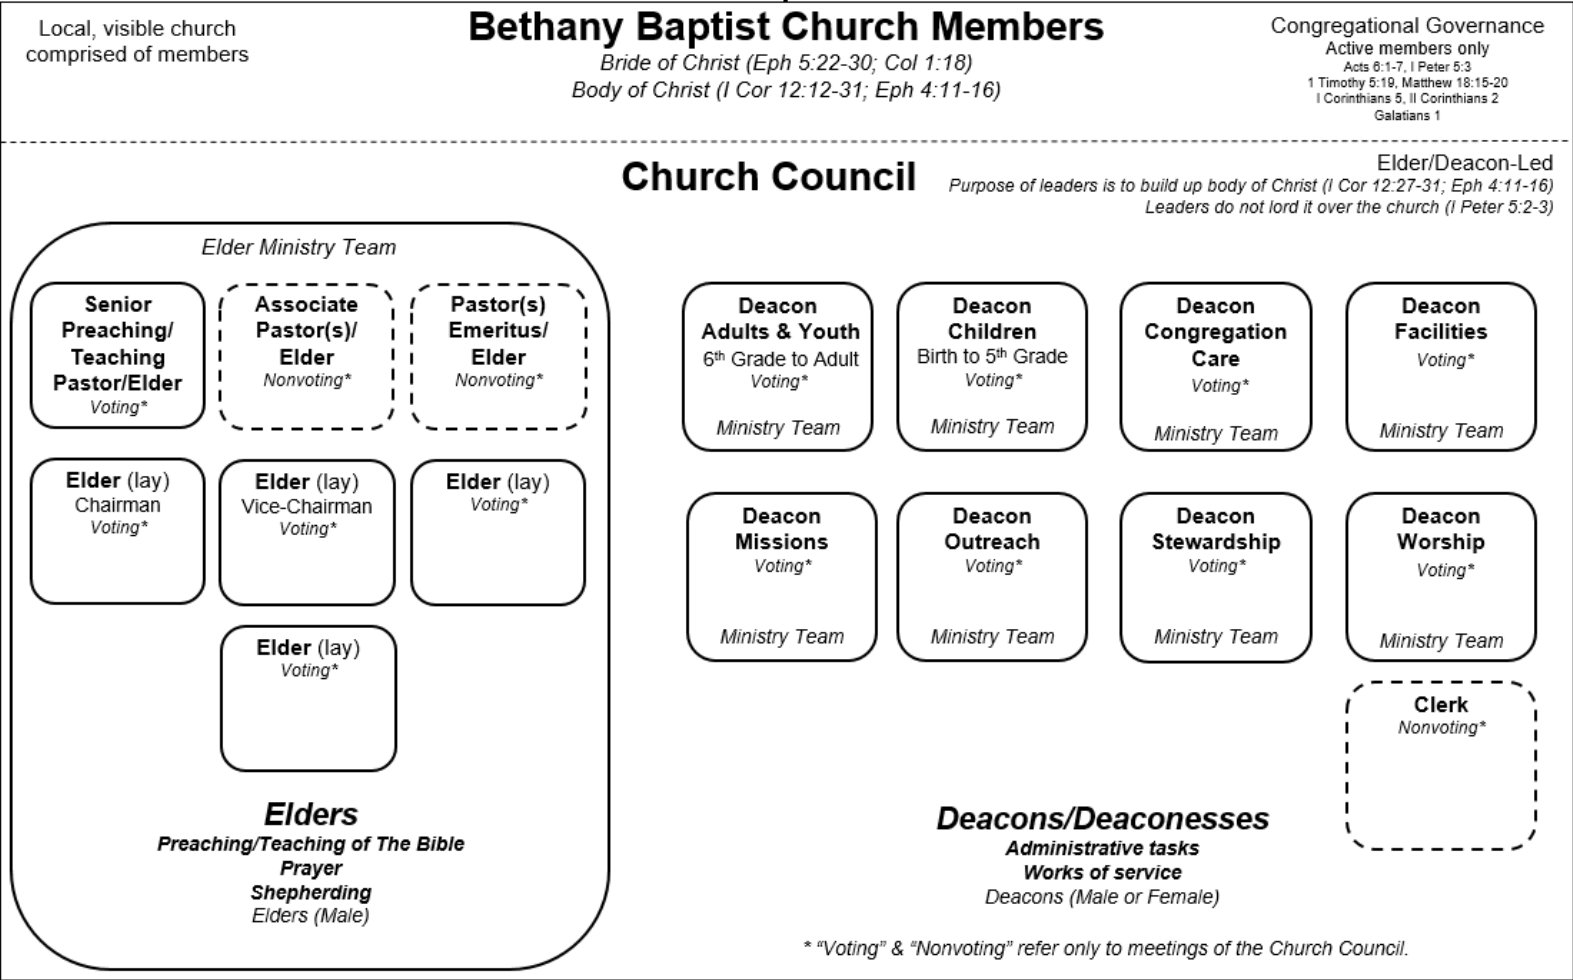 Local, visible church
comprised of members
Bethany Baptist Church Members
Bride of Christ (Eph 5:22-30; Col 1:18)
Body of Christ (I Cor 12:12-31; Eph 4:11-16)
Congregational Governance
Active members only
Acts 6:1-7, I Peter 5:3
1 Timothy 5:19, Matthew 18:15-20
I Corinthians 5, II Corinthians 2
Galatians 1
Church Council
Elder/Deacon-Led
Purpose of leaders is to build up body of Christ (I Cor 12:27-31; Eph 4:11-16)
Leaders do not lord it over the church (I Peter 5:2-3)
Elder Ministry Team
Senior
Preaching/
Teaching
Pastor/Elder
Voting*
Associate
Pastor(s)/
Elder
Nonvoting*
Pastor(s)
Emeritus/
Elder
Nonvoting*
Elder (lay)
Chairman
Voting*
Elder (lay)
Vice-Chairman
Voting*
Elder (lay)
Voting*
Elder (lay)
Voting*
Elders
Preaching/Teaching of The Bible
Prayer
Shepherding
Elders (Male)
Deacon
Adults & Youth
6th Grade to Adult
Voting*
Ministry Team
Deacon
Children
Birth to 5th Grade
Voting*
Ministry Team
Deacon
Congregation
Care
Voting*
Ministry Team
Deacon
Facilities
Voting*
Ministry Team
Deacon
Missions
Voting*
Ministry Team
Deacon
Outreach
Voting*
Ministry Team
Deacon
Stewardship
Voting*
Ministry Team
Deacon
Worship
Voting*
Ministry Team
Clerk
Nonvoting*
Deacons/Deaconesses
Administrative tasks
Works of service
Deacons (Male or Female)
* “Voting” & “Nonvoting” refer only to meetings of the Church Council.